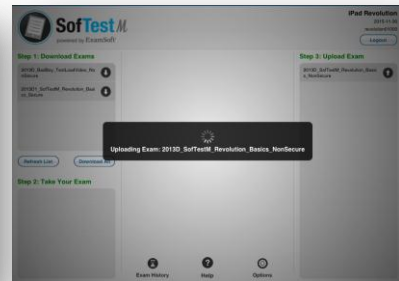 SofTest M
powered by ExamSoft
iPad Revolution
Logout
Step 1: Download Exams
Step 3: Upload Exam
Uploading Exam: 2013D_SofTestM_Revolution_Basics_NonSecure
Refresh List
Download All
Step 2: Take Your Exam
Exam History
Help
Options